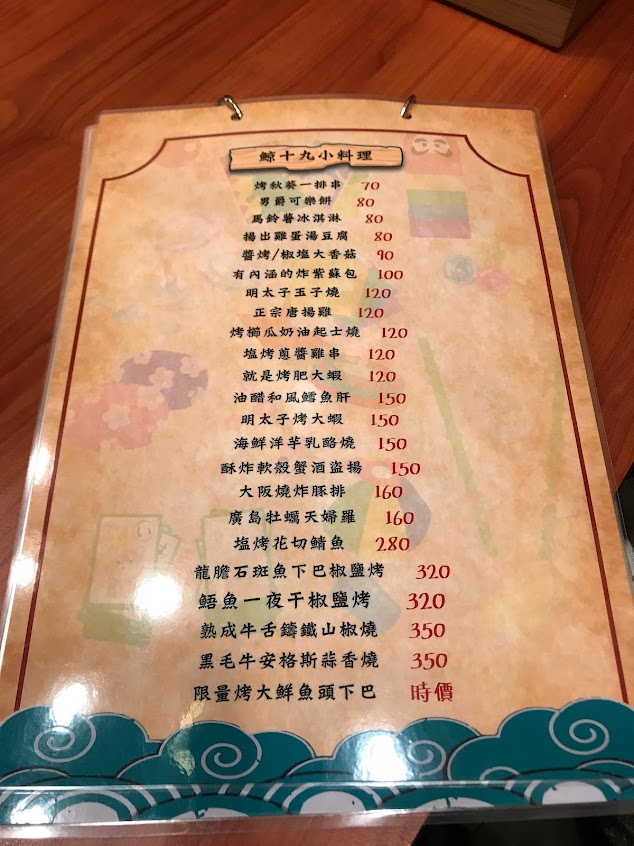 鯨十九小料理
烤秋葵一排串 70
男爵可樂餅 80
馬鈴薯冰淇淋 80
揚出雞蛋湯豆腐 80
醬烤/椒塩大香菇 90
有內涵的炸紫蘇包 100
明太子玉子燒 120
正宗唐揚雞 120
烤櫛瓜奶油起士燒 120
塩烤蔥醬雞串 120
就是烤肥大蝦 120
油醋和風鱈魚肝 150
明太子烤大蝦 150
海鮮洋芋乳酪燒 150
酥炸軟殼蟹酒盜揚 150
大阪燒炸豚排 160
廣島牡蠣天婦羅 160
塩烤花切鯖魚 280
龍膽石斑魚下巴椒鹽烤 320
鯃魚一夜干椒鹽烤 320
熟成牛舌鑄鐵山椒燒 350
黑毛牛安格斯蒜香燒 350
限量烤大鮮魚頭下巴 時價